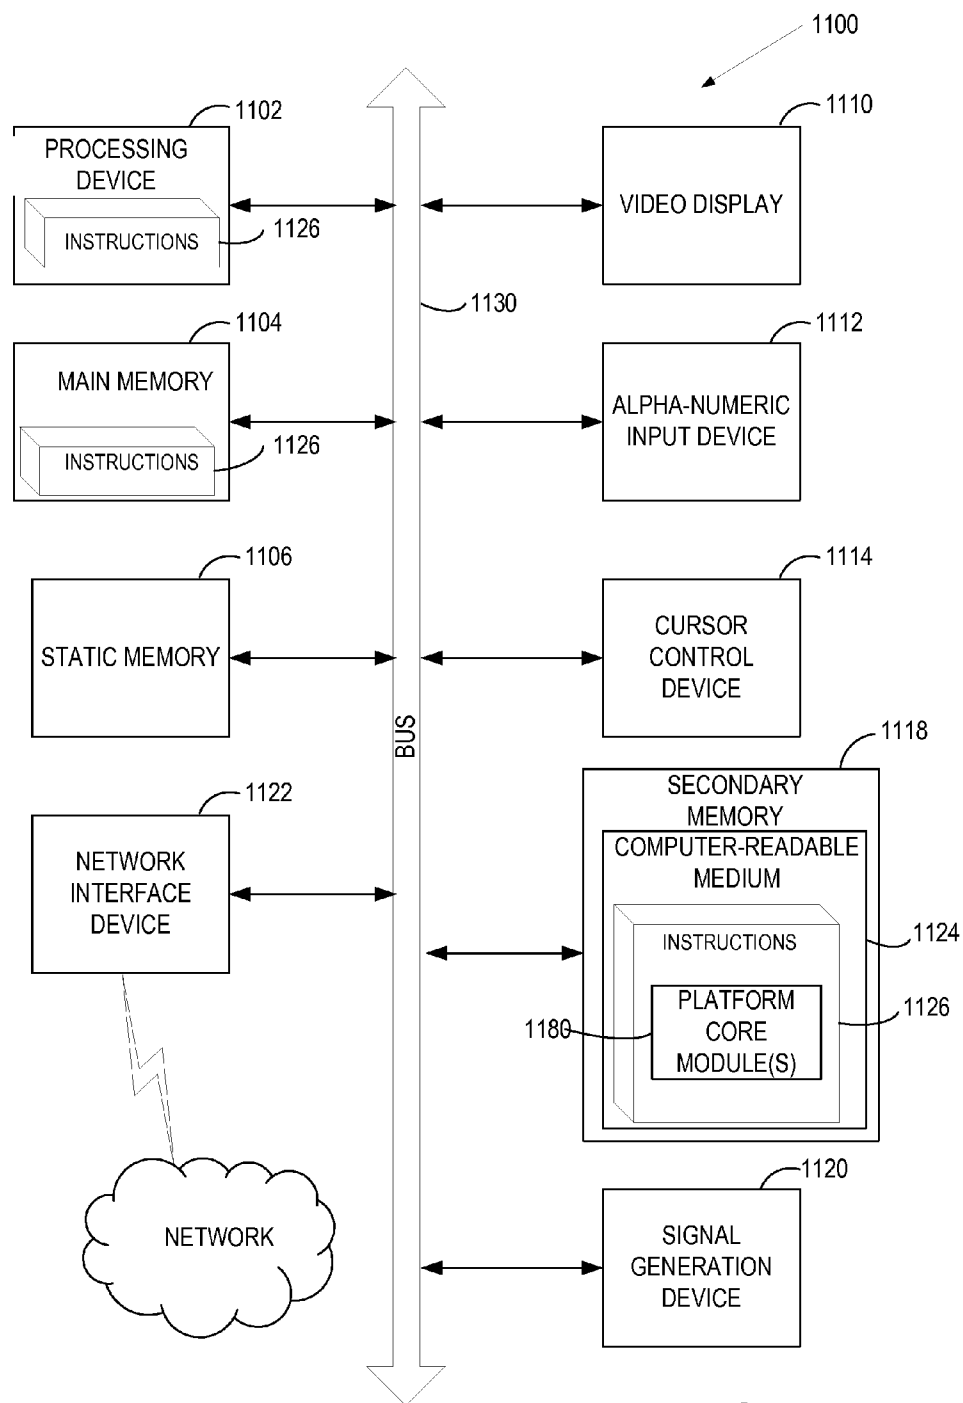 1100
1102
PROCESSING
DEVICE
INSTRUCTIONS
1126
1110
VIDEO DISPLAY
1130
1104
MAIN MEMORY
INSTRUCTIONS
1126
1112
ALPHA-NUMERIC
INPUT DEVICE
1106
STATIC MEMORY
1114
CURSOR
CONTROL
DEVICE
BUS
1122
NETWORK
INTERFACE
DEVICE
1118
SECONDARY
MEMORY
COMPUTER-READABLE
MEDIUM
1124
INSTRUCTIONS
1126
1180
PLATFORM
CORE
MODULE(S)
NETWORK
1120
SIGNAL
GENERATION
DEVICE